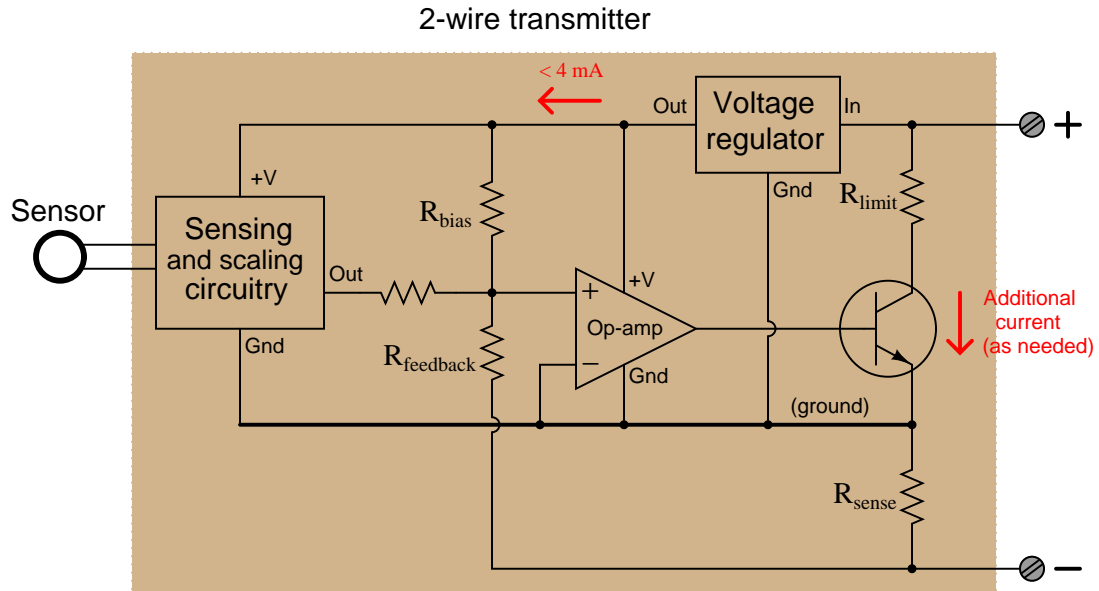 2-wire transmitter
< 4 mA
Out
Voltage
regulator
In
+
Gnd
+V
Sensor
Sensing
and scaling
circuitry
Out
Gnd
Rbias
Rlimit
+
+V
Op-amp
−
Gnd
Rfeedback
Additional
current
(as needed)
(ground)
Rsense
−